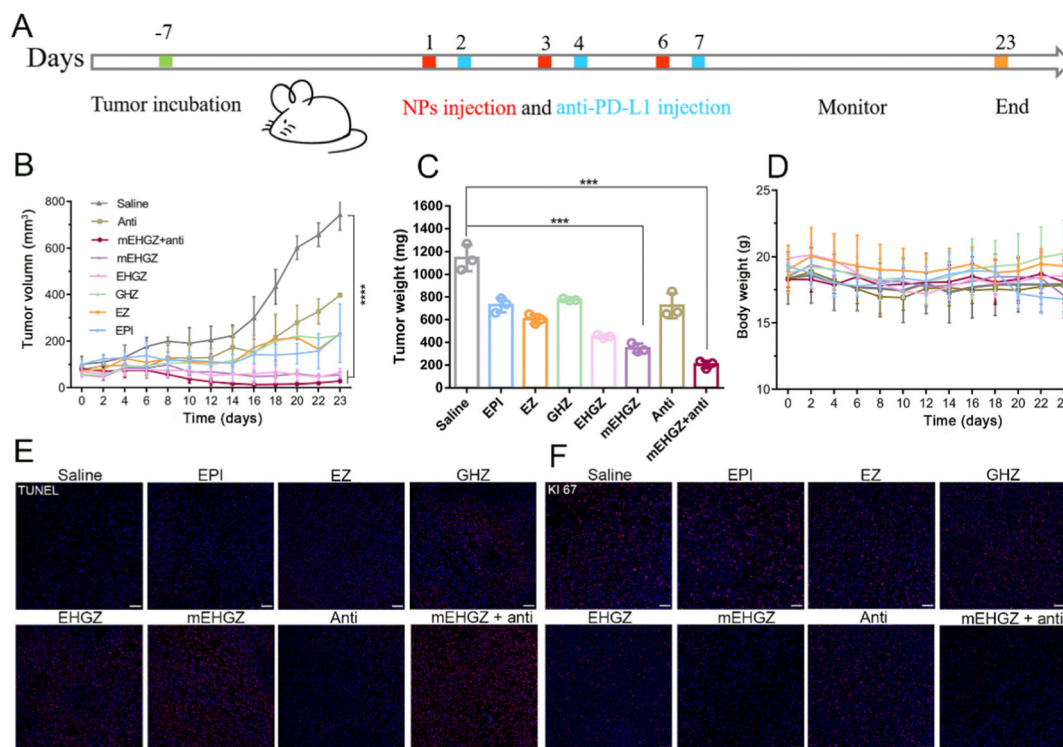 A
Days
-7 1 2 3 4 6 7 23
Tumor incubation NPs injection and anti-PD-L1 injection Monitor End
B
Tumor volumn (mm³)
800
600
400
200
0
Saline
Anti
mEHGZ+anti
mEHGZ
EHGZ
GHZ
EZ
EPI
****
0 2 4 6 8 10 12 14 16 18 20 22 23
Time (days)
C
Tumor weight (mg)
1600
1400
1200
1000
800
600
400
200
0
***
***
Saline
EPI
EZ
GHZ
EHGZ
mEHGZ
Anti
mEHGZ+anti
D
Body weight (g)
25
20
15
10
0 2 4 6 8 10 12 14 16 18 20 22
Time (days)
E
Saline EPI EZ GHZ
TUNEL
EHGZ mEHGZ Anti mEHGZ + anti
F
Saline EPI EZ GHZ
KI 67
EHGZ mEHGZ Anti mEHGZ + anti